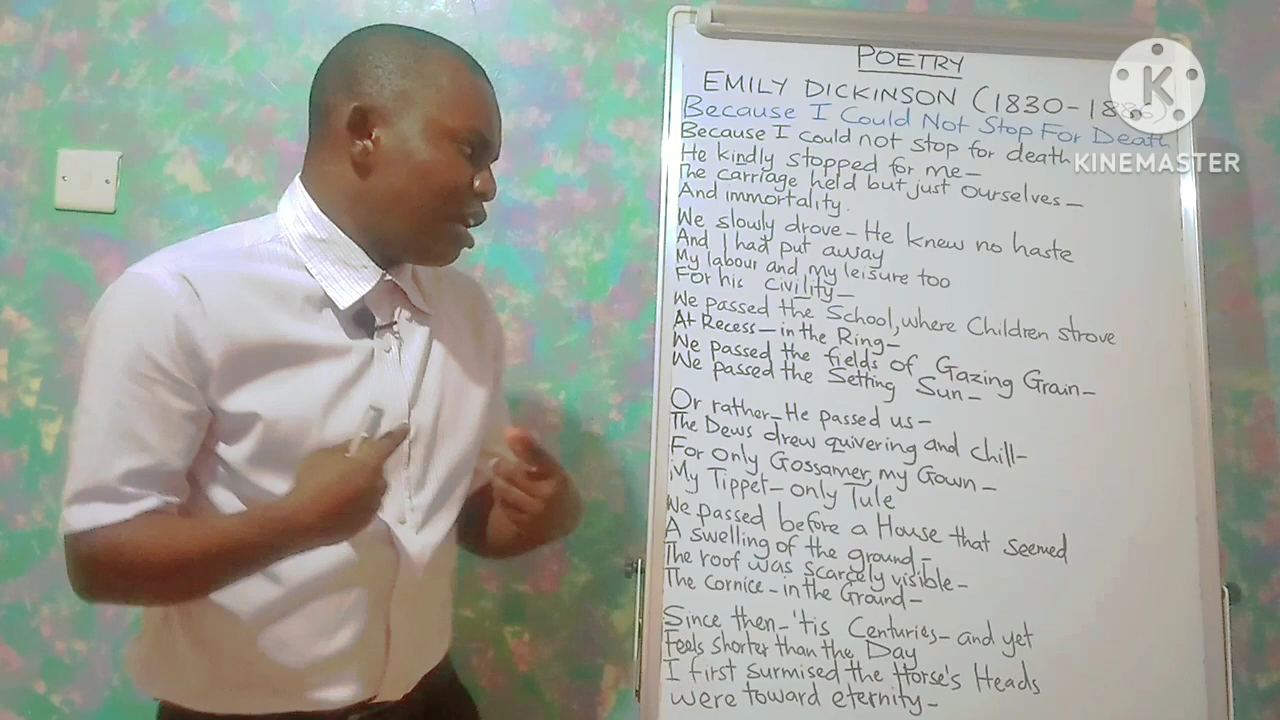 POETRY
EMILY DICKINSON (1830-1886)
Because I Could Not Stop For Death
Because I could not stop for death
He kindly stopped for me—
The carriage held but just Ourselves—
And immortality.
We slowly drove—He knew no haste
And I had put away
My labour and my leisure too
For his Civility—
We passed the School, where Children strove
At Recess—in the Ring—
We passed the fields of Gazing Grain—
We passed the Setting Sun—
Or rather—He passed us—
The Dews drew quivering and chill—
For Only Gossamer, my Gown—
My Tippet—only Tule
We passed before a House that seemed
A swelling of the ground—
The roof was scarcely visible—
The Cornice—in the Ground—
Since then—'tis Centuries—and yet
Feels shorter than the Day
I first surmised the Horse's Heads
were toward eternity—
K
KINEMASTER